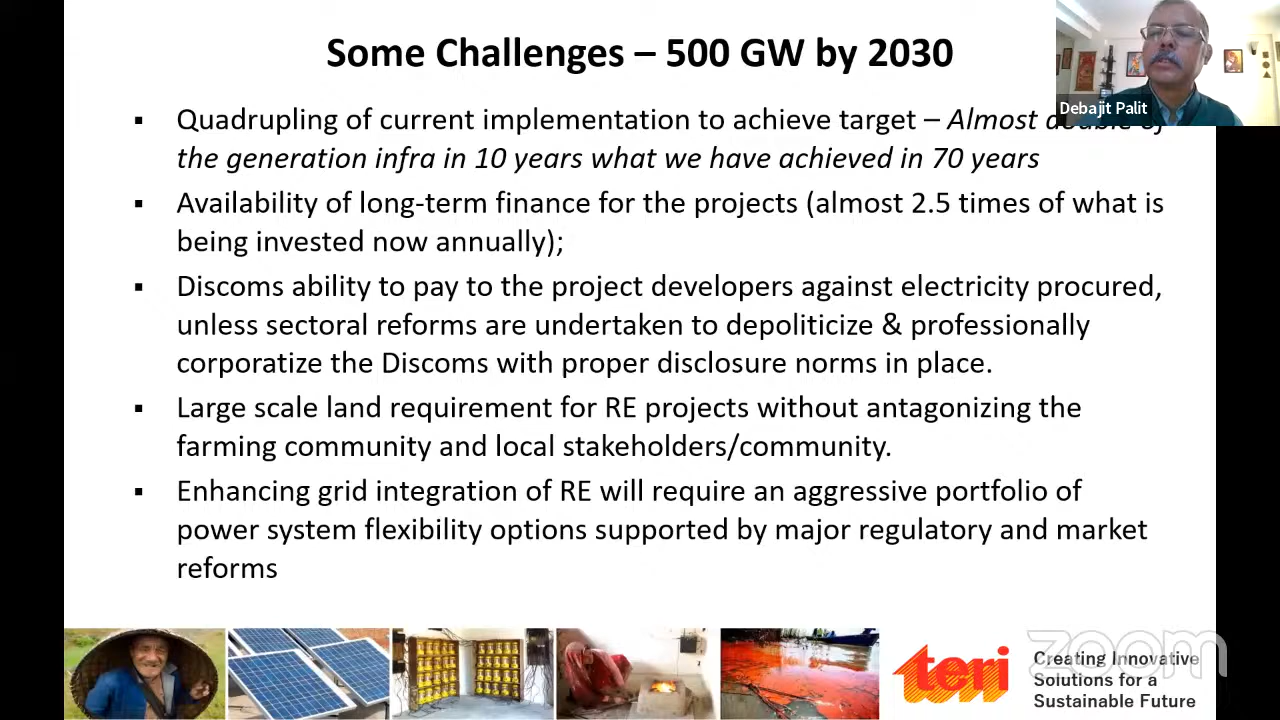 Some Challenges – 500 GW by 2030
Debajit Palit
▪ Quadrupling of current implementation to achieve target – Almost double of
the generation infra in 10 years what we have achieved in 70 years
▪ Availability of long-term finance for the projects (almost 2.5 times of what is
being invested now annually);
▪ Discoms ability to pay to the project developers against electricity procured,
unless sectoral reforms are undertaken to depoliticize & professionally
corporatize the Discoms with proper disclosure norms in place.
▪ Large scale land requirement for RE projects without antagonizing the
farming community and local stakeholders/community.
▪ Enhancing grid integration of RE will require an aggressive portfolio of
power system flexibility options supported by major regulatory and market
reforms
teri
zoom
Creating Innovative
Solutions for a
Sustainable Future